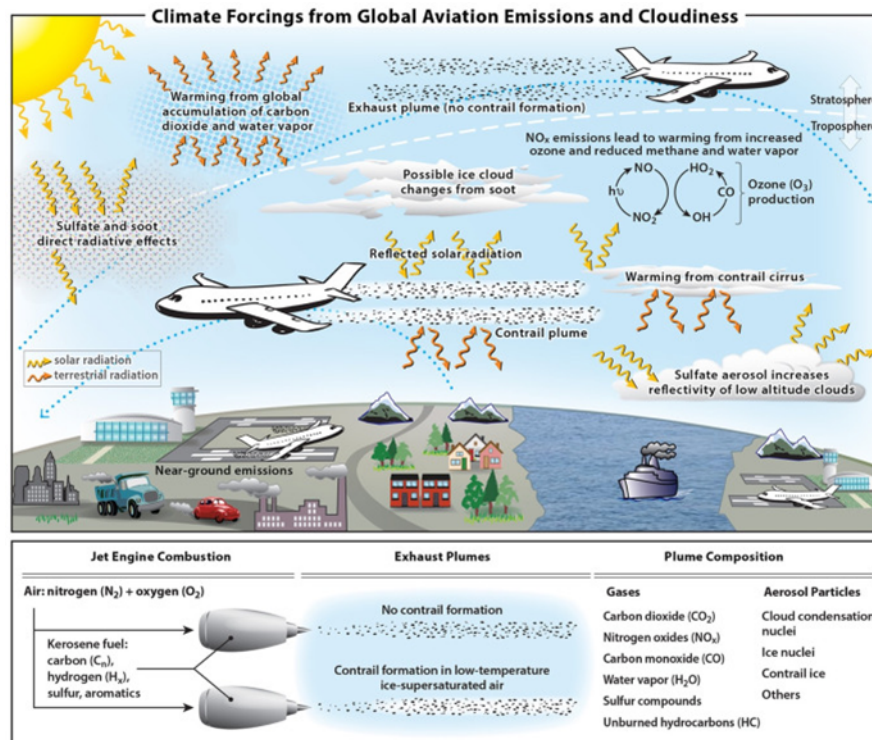 Climate Forcings from Global Aviation Emissions and Cloudiness
Warming from global
accumulation of carbon
dioxide and water vapor
Exhaust plume (no contrail formation)
Stratosphere
Troposphere
NOx emissions lead to warming from increased
ozone and reduced methane and water vapor
Possible ice cloud
changes from soot
NO
HO2
hυ
CO
Ozone (O3)
production
NO2
OH
Sulfate and soot
direct radiative effects
Reflected solar radiation
Warming from contrail cirrus
Contrail plume
solar radiation
terrestrial radiation
Sulfate aerosol increases
reflectivity of low altitude clouds
Near-ground emissions
Jet Engine Combustion
Exhaust Plumes
Plume Composition
Air: nitrogen (N2) + oxygen (O2)
Kerosene fuel:
carbon (Cn),
hydrogen (Hx),
sulfur, aromatics
No contrail formation
Contrail formation in low-temperature
ice-supersaturated air
Gases
Carbon dioxide (CO2)
Nitrogen oxides (NOx)
Carbon monoxide (CO)
Water vapor (H2O)
Sulfur compounds
Unburned hydrocarbons (HC)
Aerosol Particles
Cloud condensation
nuclei
Ice nuclei
Contrail ice
Others